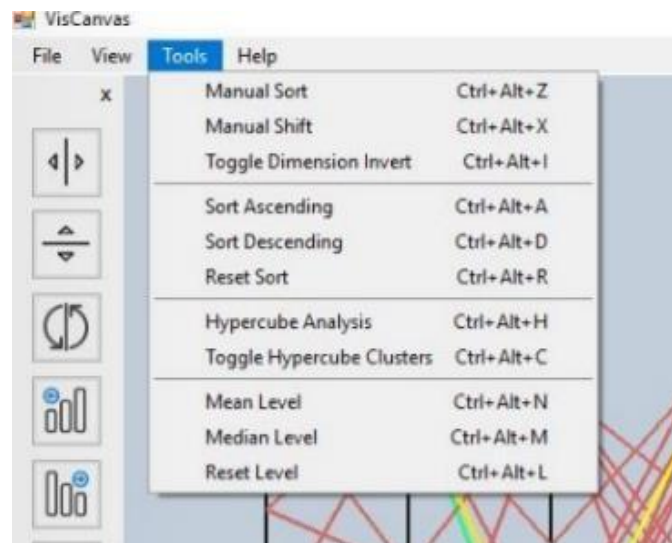 VisCanvas
File View Tools Help
x
Manual Sort Ctrl+Alt+Z
Manual Shift Ctrl+Alt+X
Toggle Dimension Invert Ctrl+Alt+I
Sort Ascending Ctrl+Alt+A
Sort Descending Ctrl+Alt+D
Reset Sort Ctrl+Alt+R
Hypercube Analysis Ctrl+Alt+H
Toggle Hypercube Clusters Ctrl+Alt+C
Mean Level Ctrl+Alt+N
Median Level Ctrl+Alt+M
Reset Level Ctrl+Alt+L